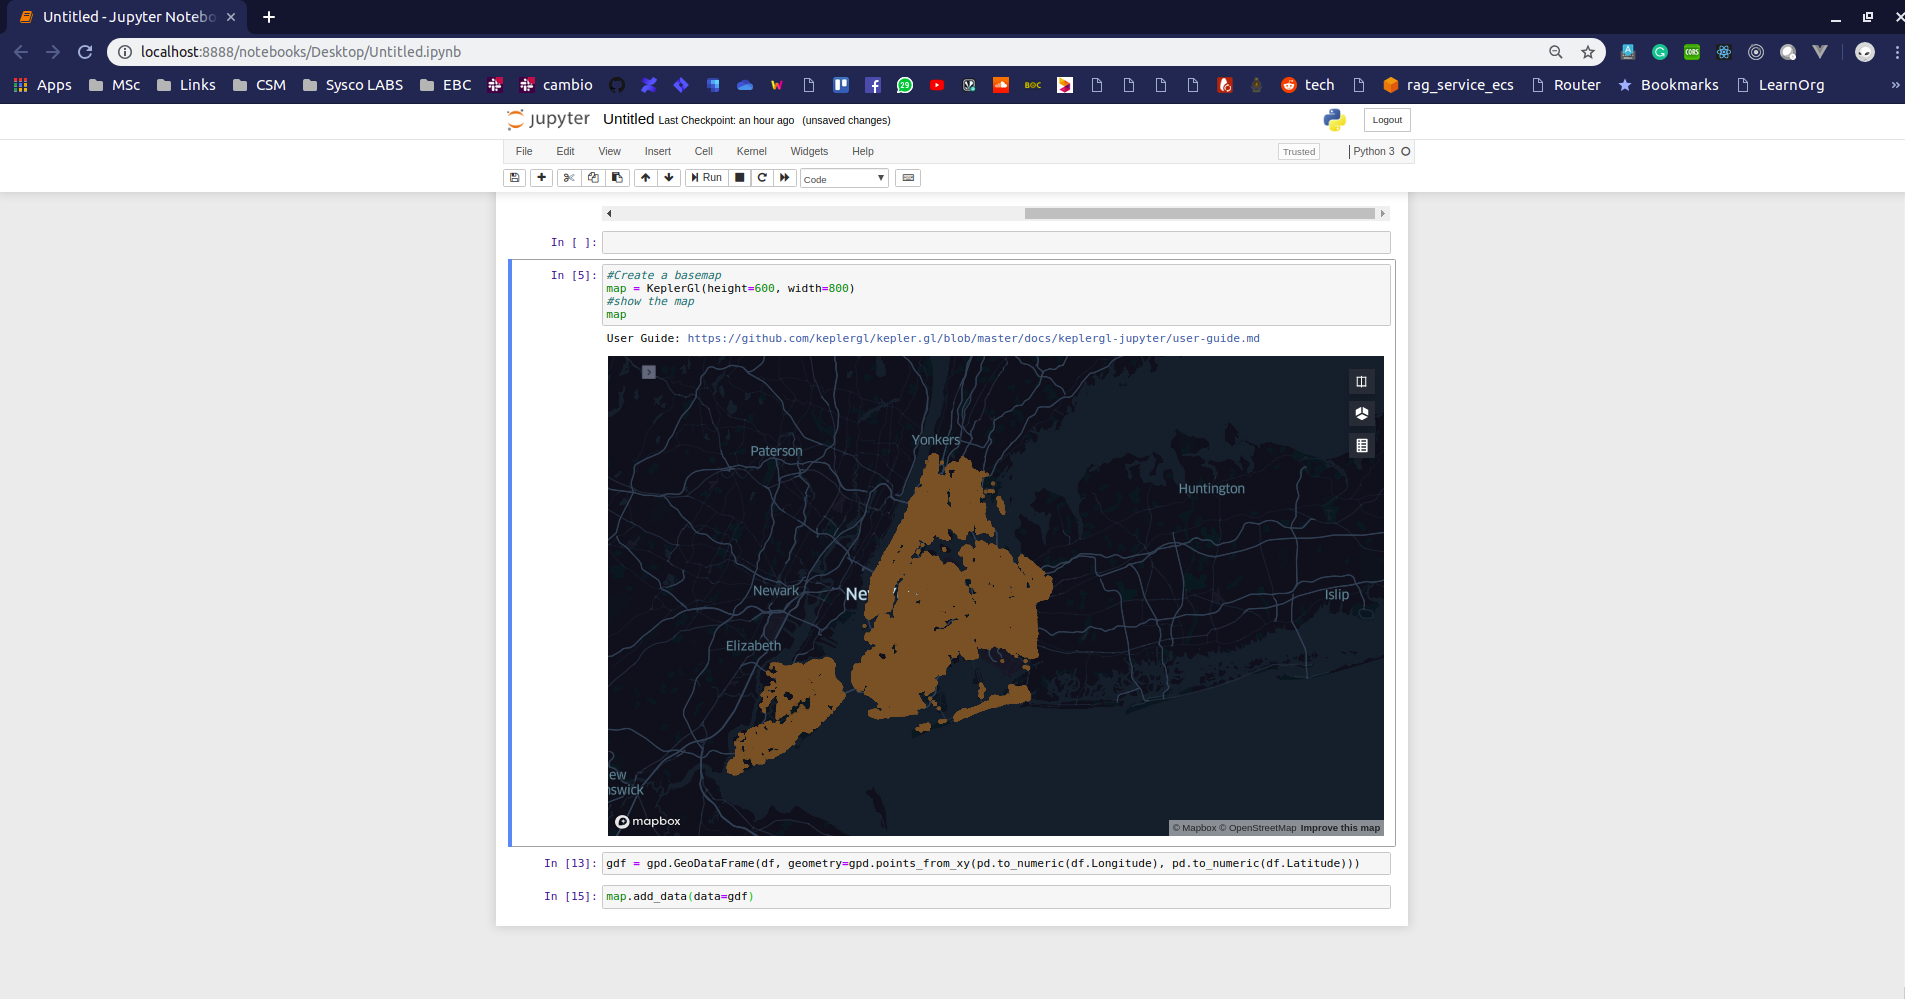 Untitled - Jupyter Notebo
localhost:8888/notebooks/Desktop/Untitled.ipynb
Apps MSc Links CSM Sysco LABS EBC cambio 29 BOC tech rag_service_ecs Router Bookmarks LearnOrg »
jupyter Untitled Last Checkpoint: an hour ago (unsaved changes) Logout
File Edit View Insert Cell Kernel Widgets Help Trusted Python 3
Run Code
In [ ]:
In [5]: #Create a basemap
map = KeplerGl(height=600, width=800)
#show the map
map
User Guide: https://github.com/keplergl/kepler.gl/blob/master/docs/keplergl-jupyter/user-guide.md
Yonkers
Paterson
Huntington
Newark
Ne
Islip
Elizabeth
ew
nswick
mapbox
© Mapbox © OpenStreetMap Improve this map
In [13]: gdf = gpd.GeoDataFrame(df, geometry=gpd.points_from_xy(pd.to_numeric(df.Longitude), pd.to_numeric(df.Latitude)))
In [15]: map.add_data(data=gdf)